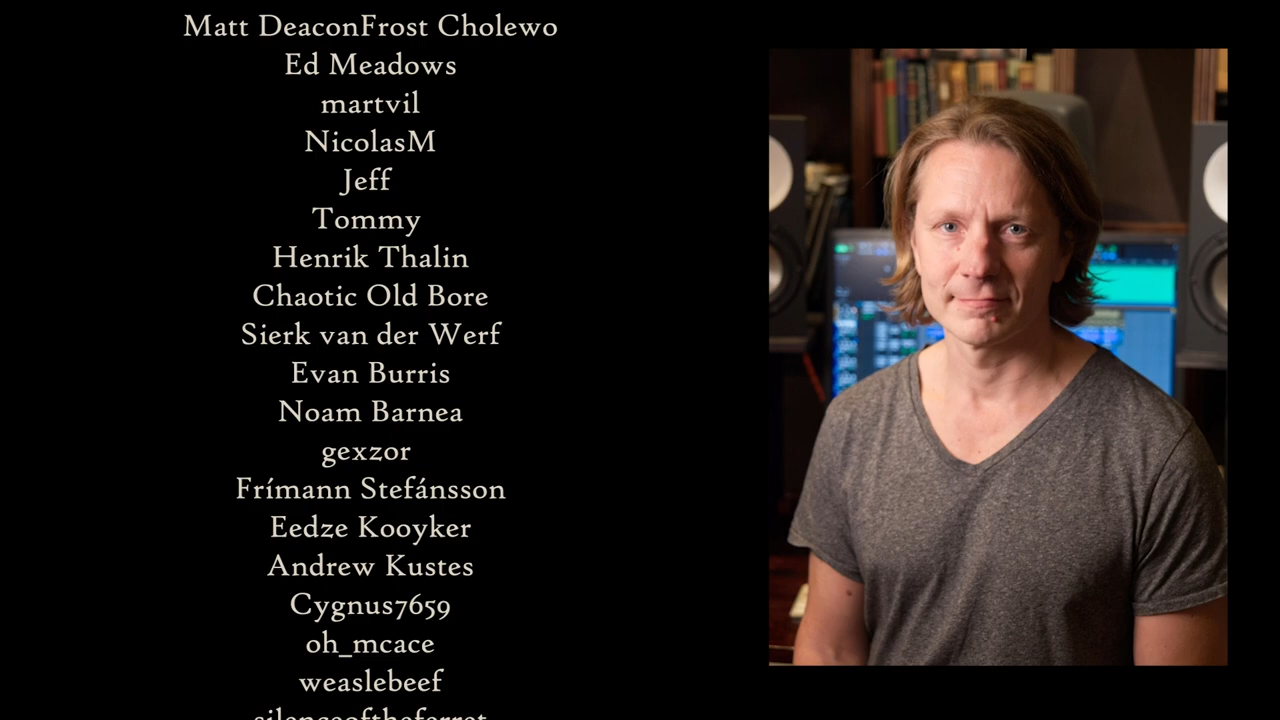 Matt DeaconFrost Cholewo
Ed Meadows
martvil
NicolasM
Jeff
Tommy
Henrik Thalin
Chaotic Old Bore
Sierk van der Werf
Evan Burris
Noam Barnea
gexzor
Frímann Stefánsson
Eedze Kooyker
Andrew Kustes
Cygnus7659
oh_mcace
weaslebeef
silenceoftheferret